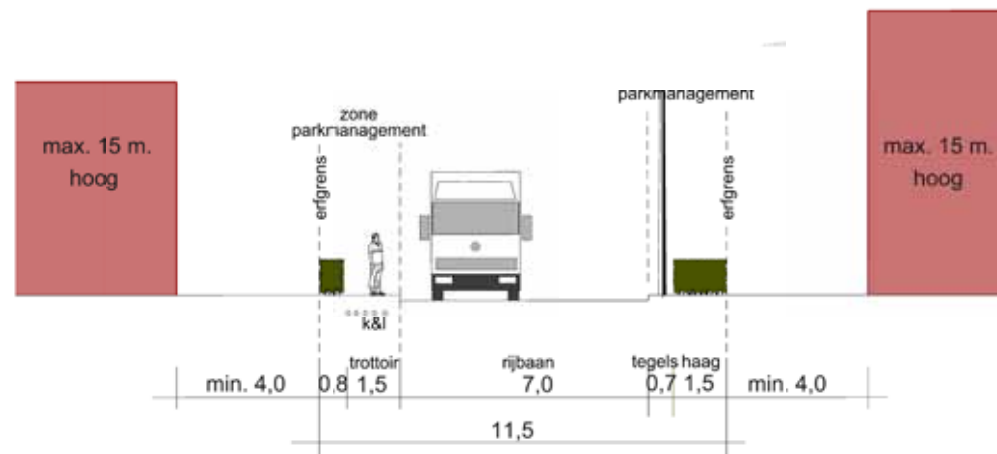 max. 15 m.
hoog
zone
parkmanagement
erfgrens
parkmanagement
erfgrens
max. 15 m.
hoog
k&l
trottoir
rijbaan
tegels haag
min. 4,0
0,8
1,5
7,0
0,7
1,5
min. 4,0
11,5